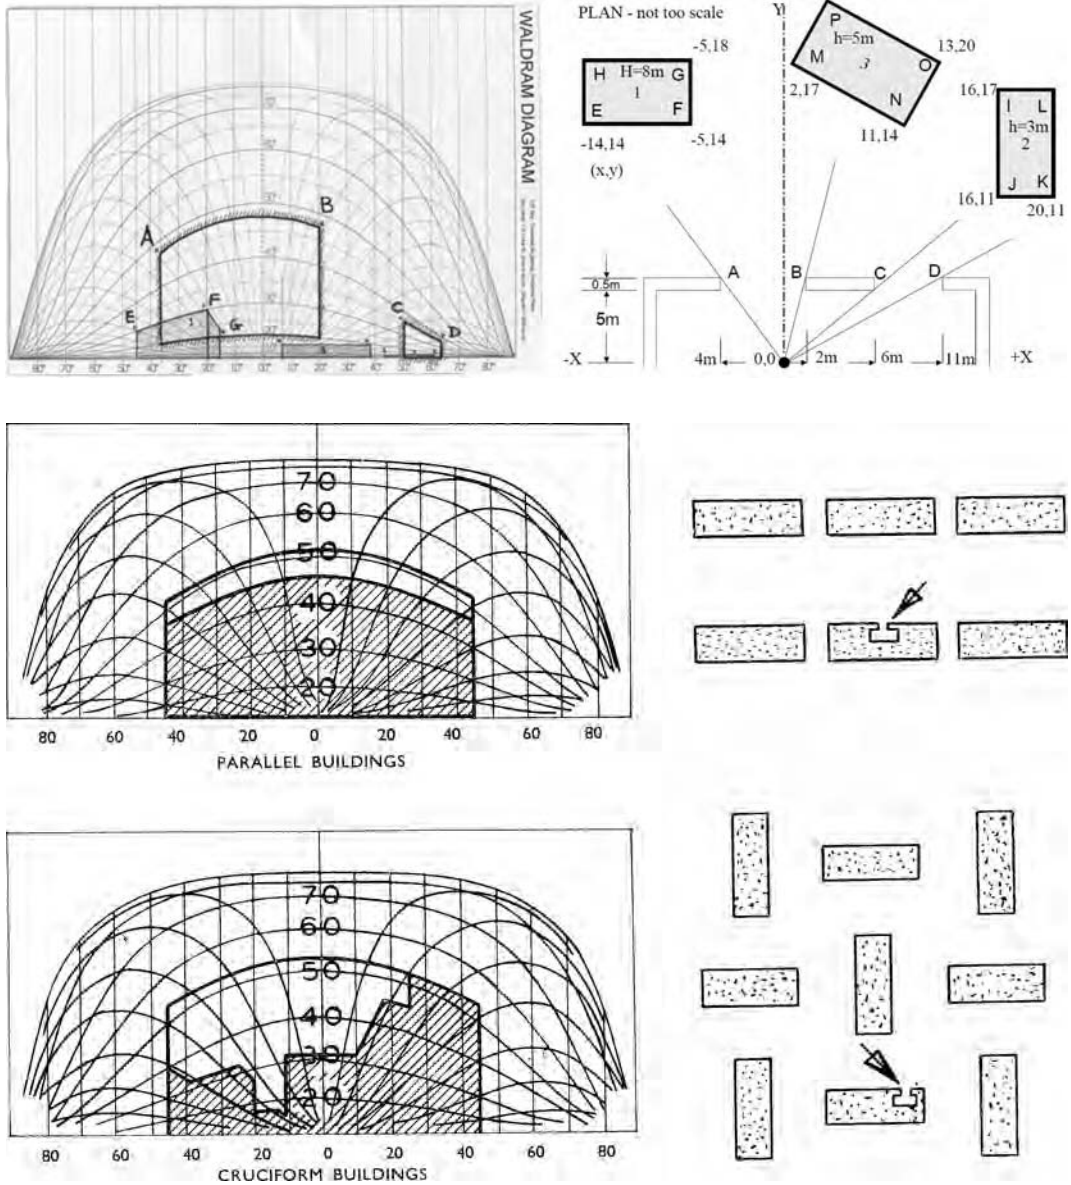 WALDRAM DIAGRAM
A
B
E
F
G
C
D
1
80° 70° 60° 50° 40° 30° 20° 10° 0° 10° 20° 30° 40° 50° 60° 70° 80°
PLAN - not too scale
Y
-5,18
P
h=5m
M
3
O
13,20
H H=8m G
1
E F
2,17
N
16,17
I L
h=3m
2
J K
-14,14
-5,14
11,14
(x,y)
16,11
20,11
A B C D
0.5m
5m
-X 4m 0,0 2m 6m 11m +X
70
60
50
40
30
20
80 60 40 20 0 20 40 60 80
PARALLEL BUILDINGS
70
60
50
40
30
20
80 60 40 20 0 20 40 60 80
CRUCIFORM BUILDINGS